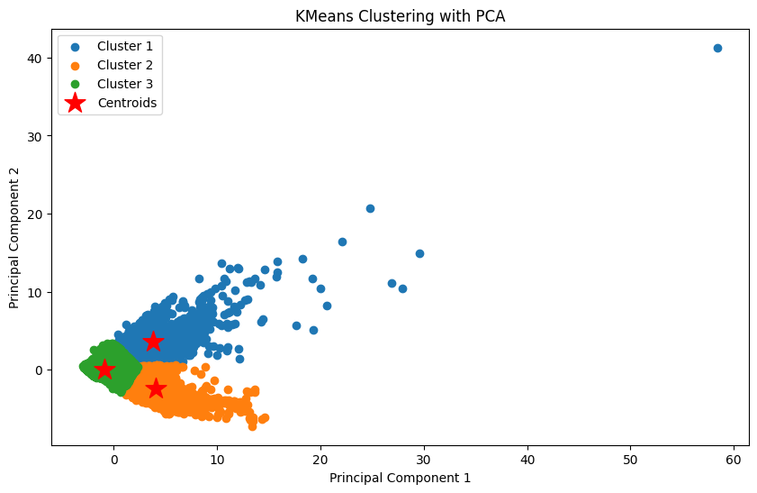 KMeans Clustering with PCA
Cluster 1
Cluster 2
Cluster 3
Centroids
40
30
20
10
0
Principal Component 2
0 10 20 30 40 50 60
Principal Component 1